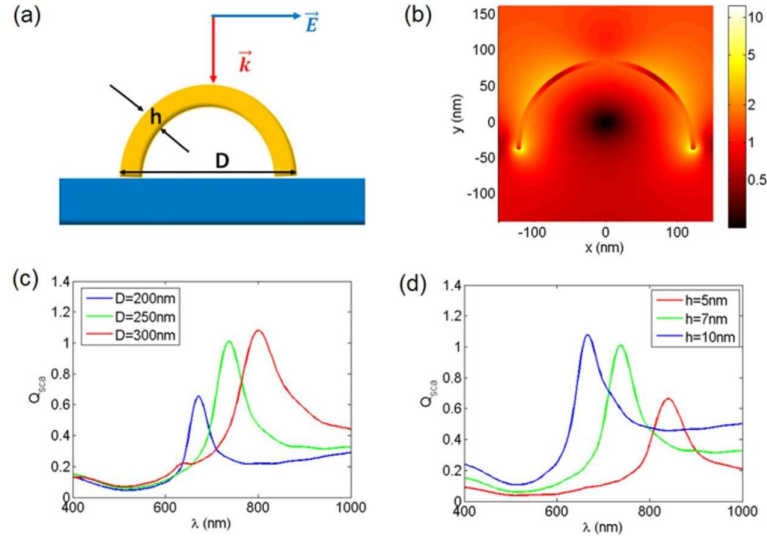 (a)
E
k
h
D
(b)
150
100
50
0
-50
-100
y (nm)
-100 0 100
x (nm)
10
5
2
1
0.5
(c)
1.4
1.2
1
0.8
0.6
0.4
0.2
0
Qsca
D=200nm
D=250nm
D=300nm
400 600 800 1000
λ (nm)
(d)
1.4
1.2
1
0.8
0.6
0.4
0.2
0
Qsca
h=5nm
h=7nm
h=10nm
400 600 800 1000
λ (nm)